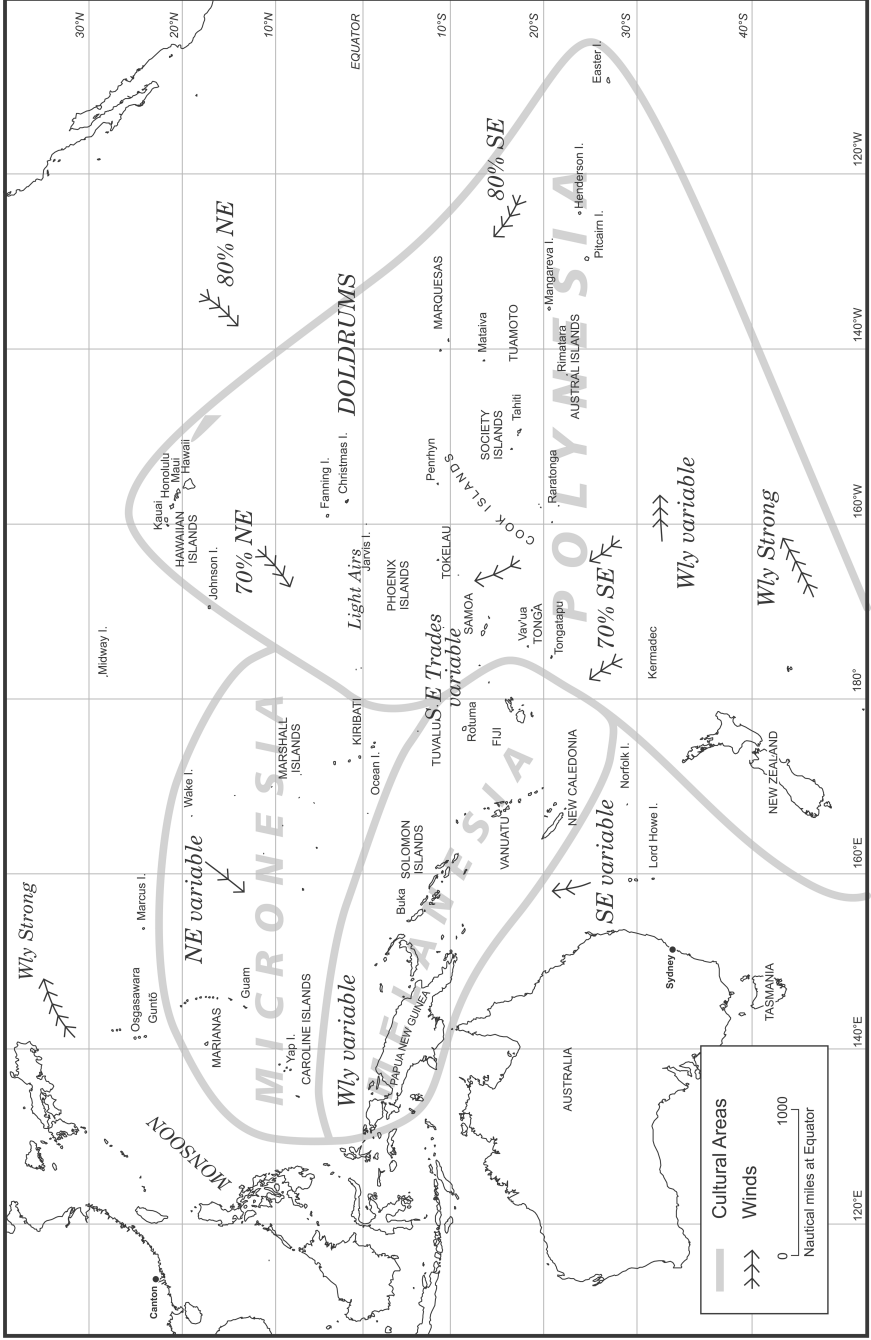 30°N
20°N
10°N
EQUATOR
10°S
20°S
30°S
40°S
120°E
140°E
160°E
180°
160°W
140°W
120°W
MONSOON
Canton
Wly Strong
Osgasawara
Guntō
Marcus I.
MARIANAS
Guam
NE variable
Wake I.
Midway I.
Yap I.
CAROLINE ISLANDS
MICRONESIA
MARSHALL
ISLANDS
Wly variable
KIRIBATI
Ocean I.
Kauai
Honolulu
Maui
Hawaii
HAWAIIAN
ISLANDS
Johnson I.
70% NE
80% NE
DOLDRUMS
Fanning I.
Christmas I.
Light Airs
Jarvis I.
PHOENIX
ISLANDS
TOKELAU
Penrhyn
COOK ISLANDS
MARQUESAS
80% SE
Easter I.
MELANESIA
PAPUA NEW GUINEA
Buka
SOLOMON
ISLANDS
TUVALU
S.E Trades
variable
Rotuma
FIJI
SAMOA
Vav'ua
TONGA
Tongatapu
VANUATU
NEW CALEDONIA
SOCIETY
ISLANDS
Tahiti
Mataiva
TUAMOTO
Raratonga
Rimatara
AUSTRAL ISLANDS
Mangareva I.
Pitcairn I.
Henderson I.
POLYNESIA
70% SE
Kermadec
Wly variable
Wly Strong
SE variable
Norfolk I.
Lord Howe I.
AUSTRALIA
Sydney
TASMANIA
NEW ZEALAND
Cultural Areas
Winds
0 1000
Nautical miles at Equator